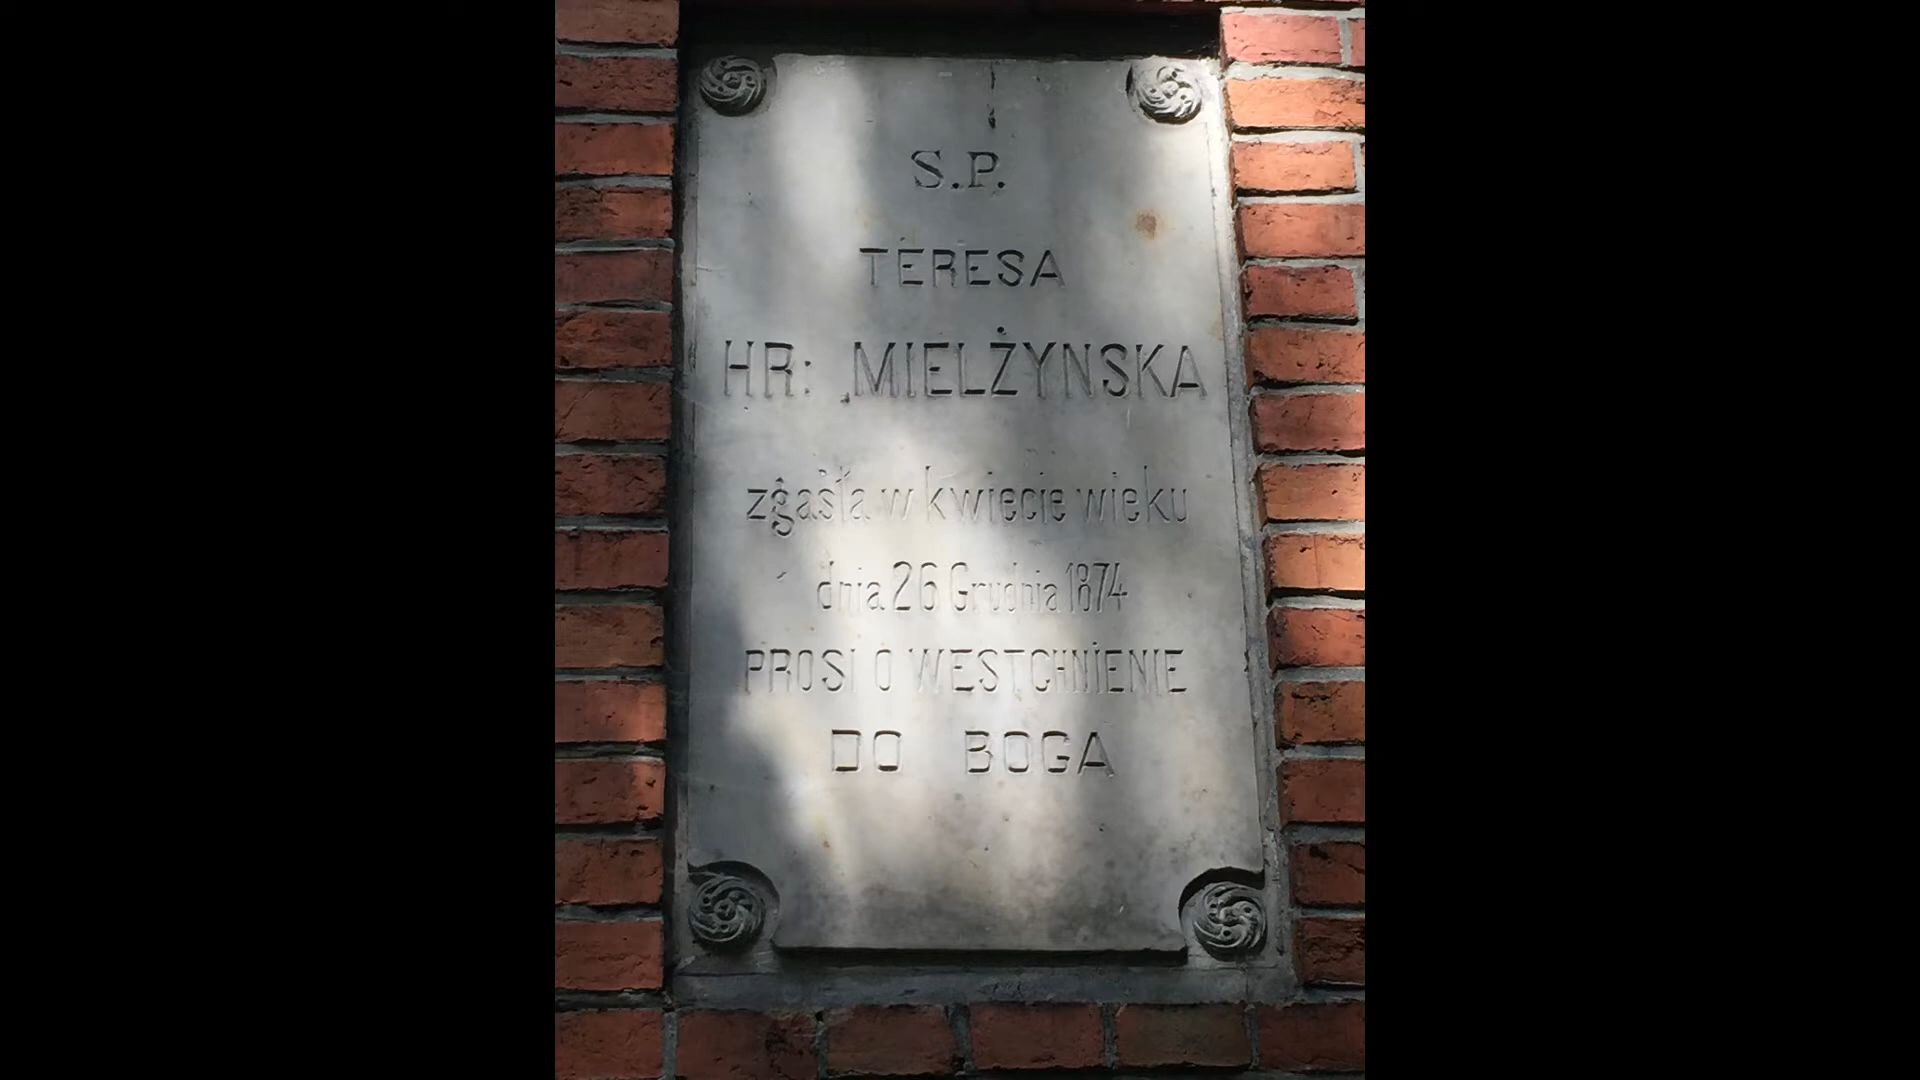 S.P.
TERESA
HR: MIELŻYNSKA
zgasła w kwiecie wieku
dnia 26 Grudnia 1874
PROSI O WESTCHNIENIE
DO BOGA